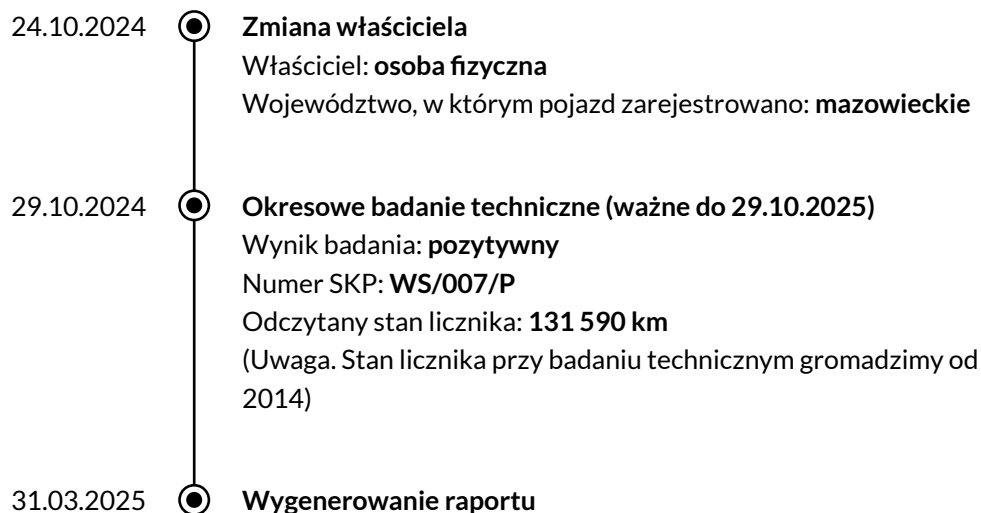 24.10.2024 Zmiana właściciela
Właściciel: osoba fizyczna
Województwo, w którym pojazd zarejestrowano: mazowieckie
29.10.2024 Okresowe badanie techniczne (ważne do 29.10.2025)
Wynik badania: pozytywny
Numer SKP: WS/007/P
Odczytany stan licznika: 131 590 km
(Uwaga. Stan licznika przy badaniu technicznym gromadzimy od
2014)
31.03.2025 Wygenerowanie raportu